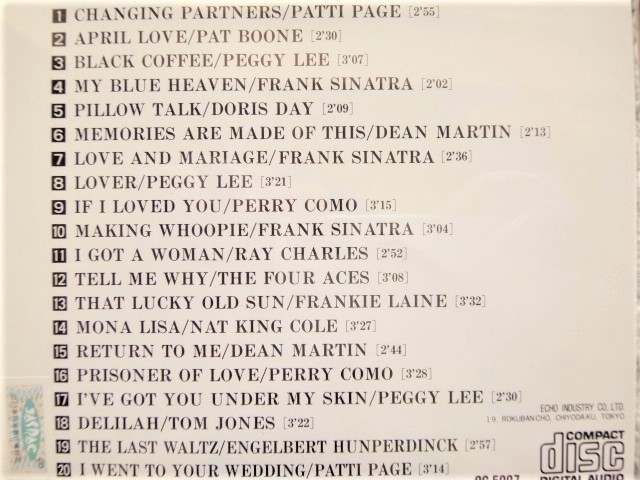 1 CHANGING PARTNERS/PATTI PAGE [2'55]
2 APRIL LOVE/PAT BOONE [2'30]
3 BLACK COFFEE/PEGGY LEE [3'07]
4 MY BLUE HEAVEN/FRANK SINATRA [2'02]
5 PILLOW TALK/DORIS DAY [2'09]
6 MEMORIES ARE MADE OF THIS/DEAN MARTIN [2'13]
7 LOVE AND MARIAGE/FRANK SINATRA [2'36]
8 LOVER/PEGGY LEE [3'21]
9 IF I LOVED YOU/PERRY COMO [3'15]
10 MAKING WHOOPIE/FRANK SINATRA [3'04]
11 I GOT A WOMAN/RAY CHARLES [2'52]
12 TELL ME WHY/THE FOUR ACES [3'08]
13 THAT LUCKY OLD SUN/FRANKIE LAINE [3'32]
14 MONA LISA/NAT KING COLE [3'27]
15 RETURN TO ME/DEAN MARTIN [2'44]
16 PRISONER OF LOVE/PERRY COMO [3'28]
17 I'VE GOT YOU UNDER MY SKIN/PEGGY LEE [2'30]
18 DELILAH/TOM JONES [3'22]
19 THE LAST WALTZ/ENGELBERT HUNPERDINCK [2'57]
20 I WENT TO YOUR WEDDING/PATTI PAGE [3'14]
ECHO INDUSTRY CO., LTD.
1-9, ROKUBANCHO, CHIYODA-KU, TOKYO
COMPACT
disc
DIGITAL AUDIO